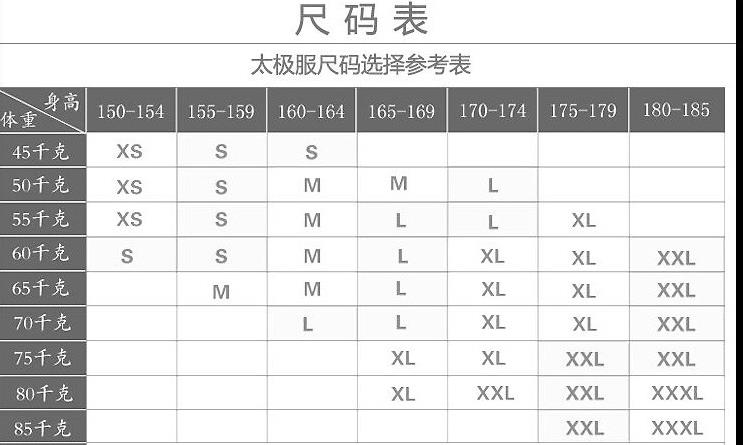 尺码表
太极服尺码选择参考表
身高
体重
150-154 155-159 160-164 165-169 170-174 175-179 180-185
45千克 XS S S
50千克 XS S M M L
55千克 XS S M L L XL
60千克 S S M L XL XL XXL
65千克 M M L XL XL XXL
70千克 L L XL XL XXL
75千克 XL XL XXL XXL
80千克 XL XXL XXL XXXL
85千克 XXL XXXL